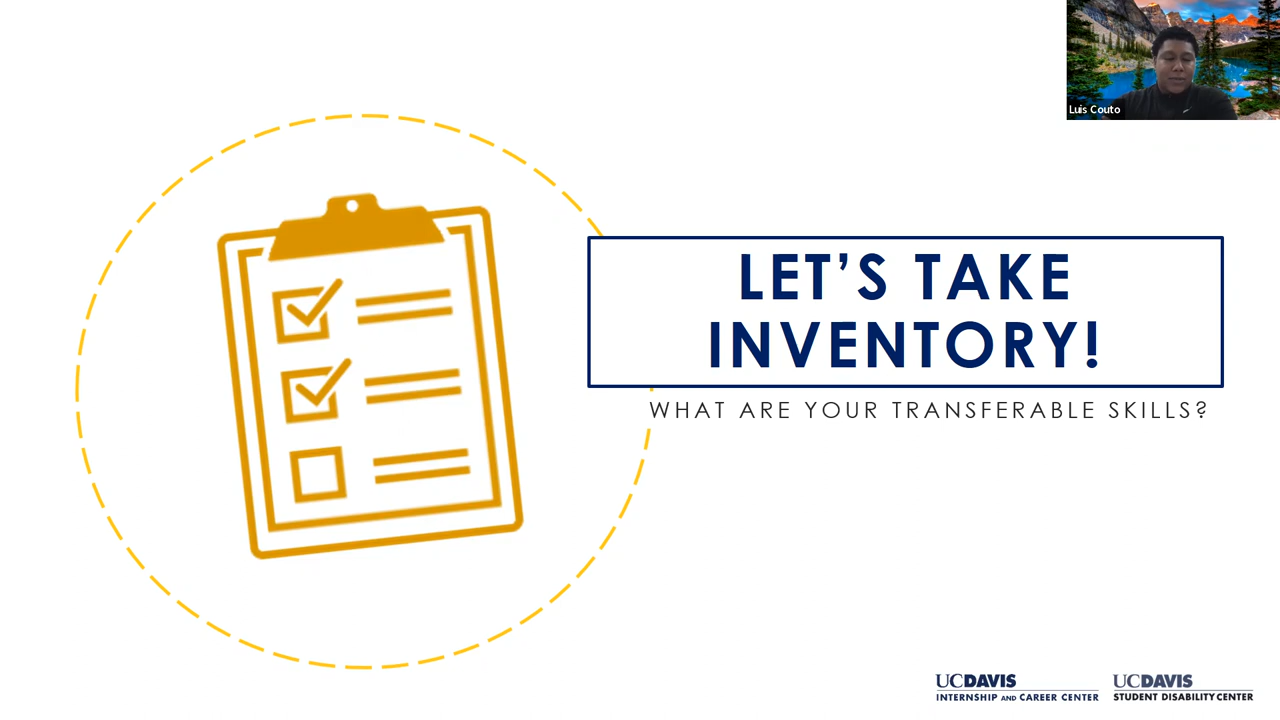 Luis Couto
LET’S TAKE
INVENTORY!
WHAT ARE YOUR TRANSFERABLE SKILLS?
UCDAVIS
INTERNSHIP AND CAREER CENTER
UCDAVIS
STUDENT DISABILITY CENTER